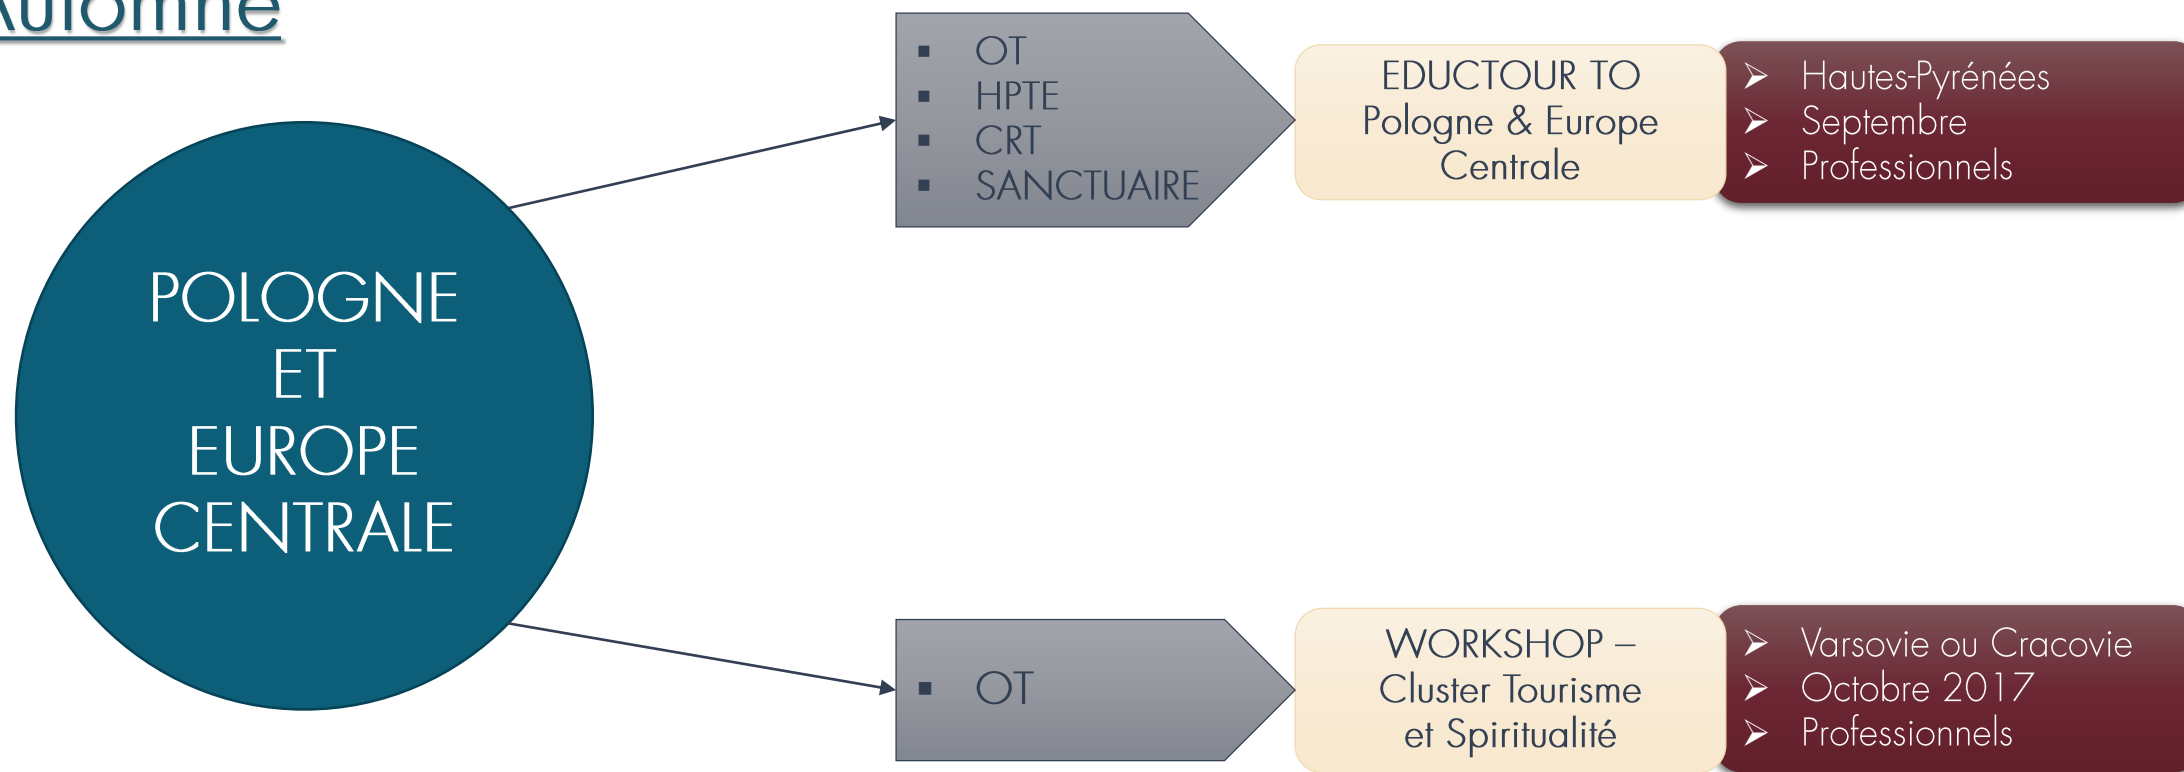 Automne
OT
HPTE
CRT
SANCTUAIRE
EDUCTOUR TO
Pologne & Europe
Centrale
Hautes-Pyrénées
Septembre
Professionnels
POLOGNE
ET
EUROPE
CENTRALE
OT
WORKSHOP –
Cluster Tourisme
et Spiritualité
Varsovie ou Cracovie
Octobre 2017
Professionnels